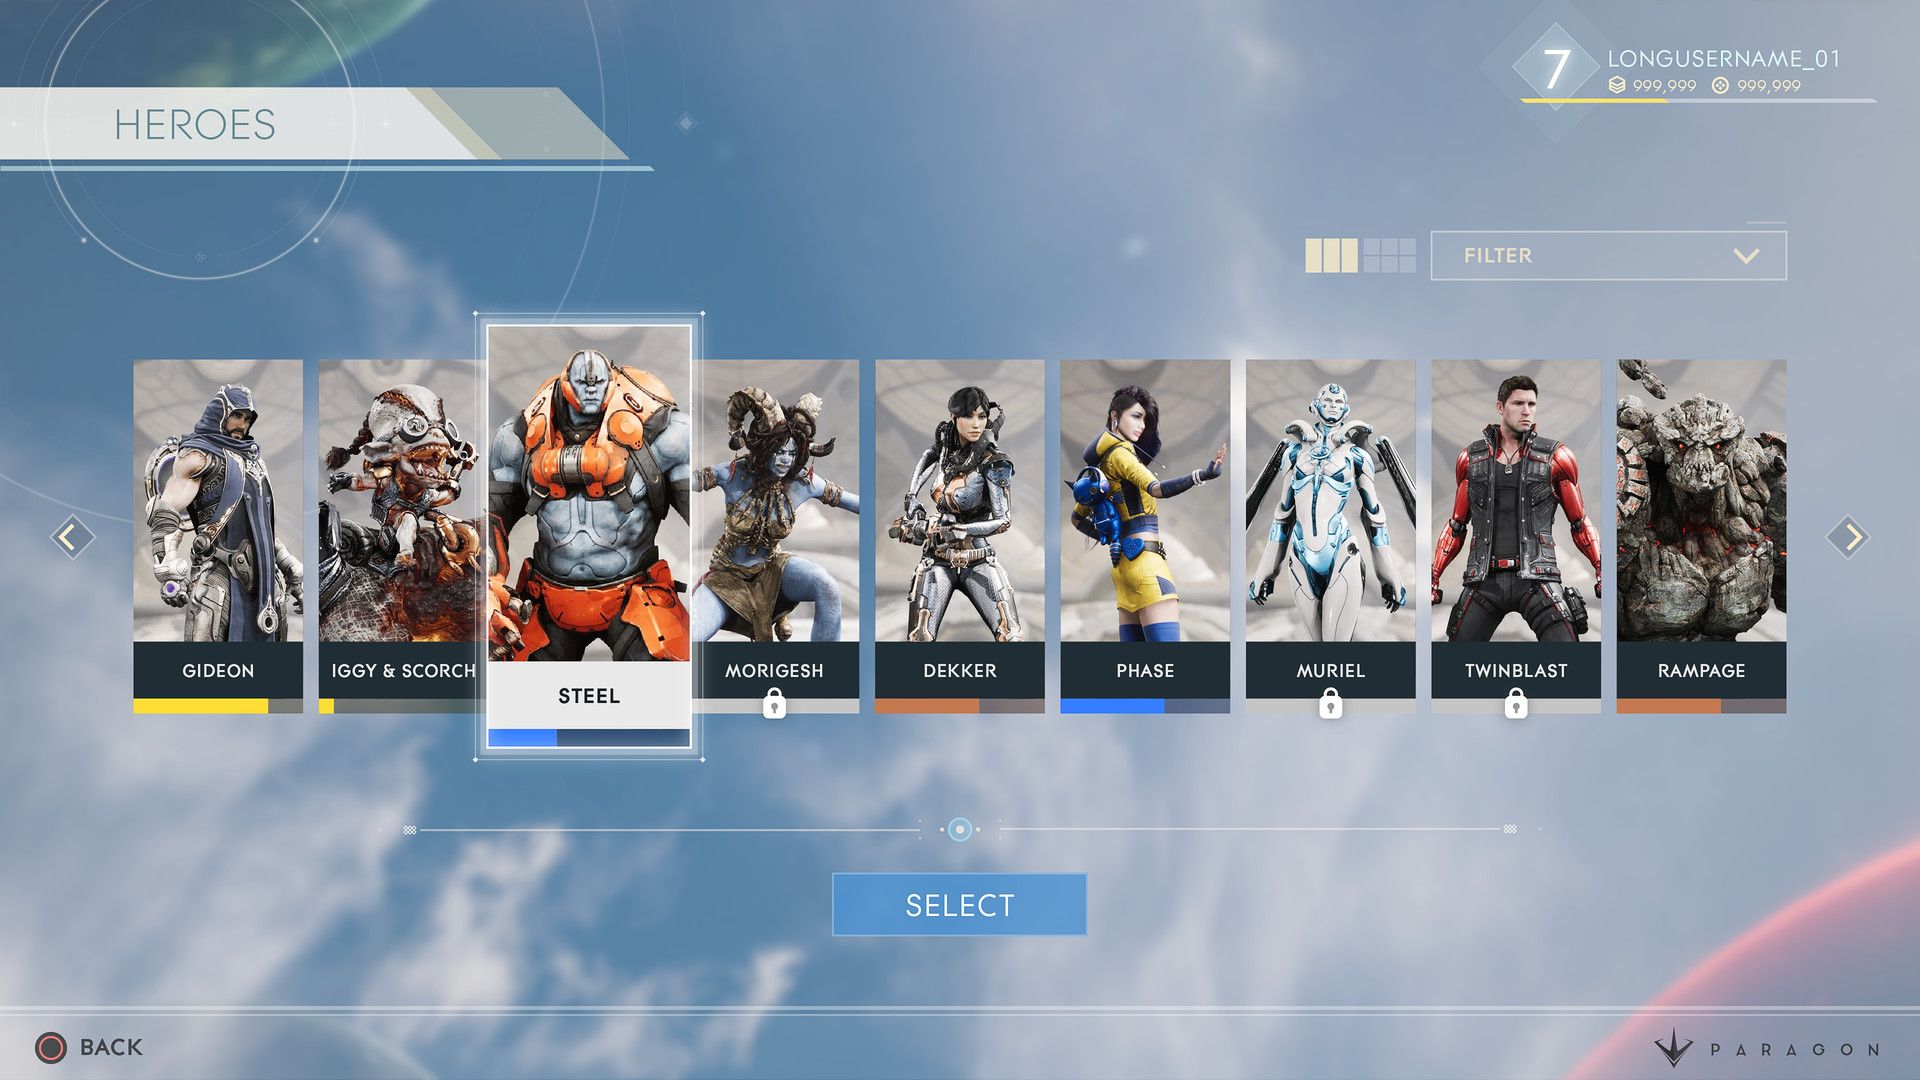 HEROES
7
LONGUSERNAME_01
999,999 999,999
FILTER
GIDEON
IGGY & SCORCH
STEEL
MORIGESH
DEKKER
PHASE
MURIEL
TWINBLAST
RAMPAGE
SELECT
BACK
PARAGON